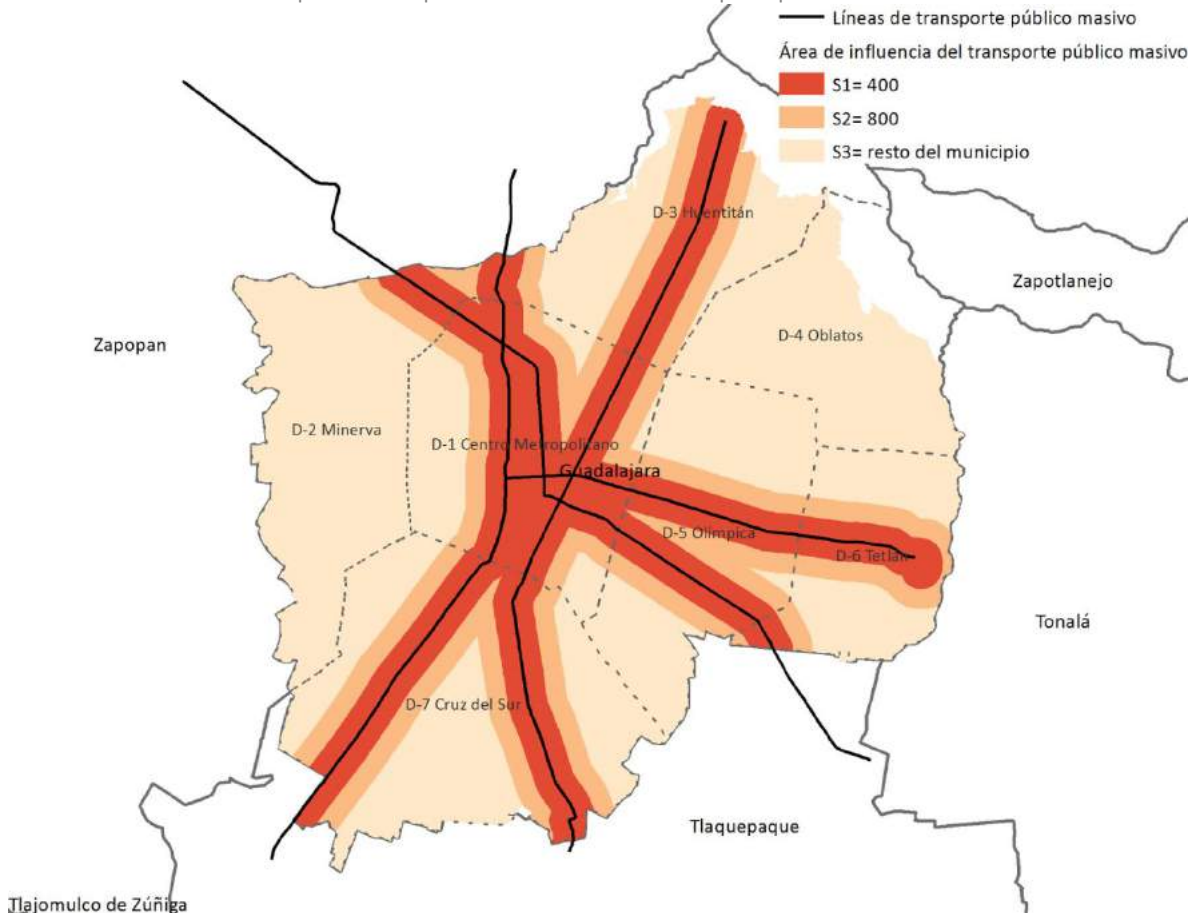 Líneas de transporte público masivo
Área de influencia del transporte público masivo
S1= 400
S2= 800
S3= resto del municipio
D-3 Huentitán
Zapotlanejo
D-4 Oblatos
Zapopan
D-2 Minerva
D-1 Centro Metropolitano
Guadalajara
D-5 Olímpica
D-6 Tetlán
Tonalá
D-7 Cruz del Sur
Tlaquepaque
Tlajomulco de Zúñiga